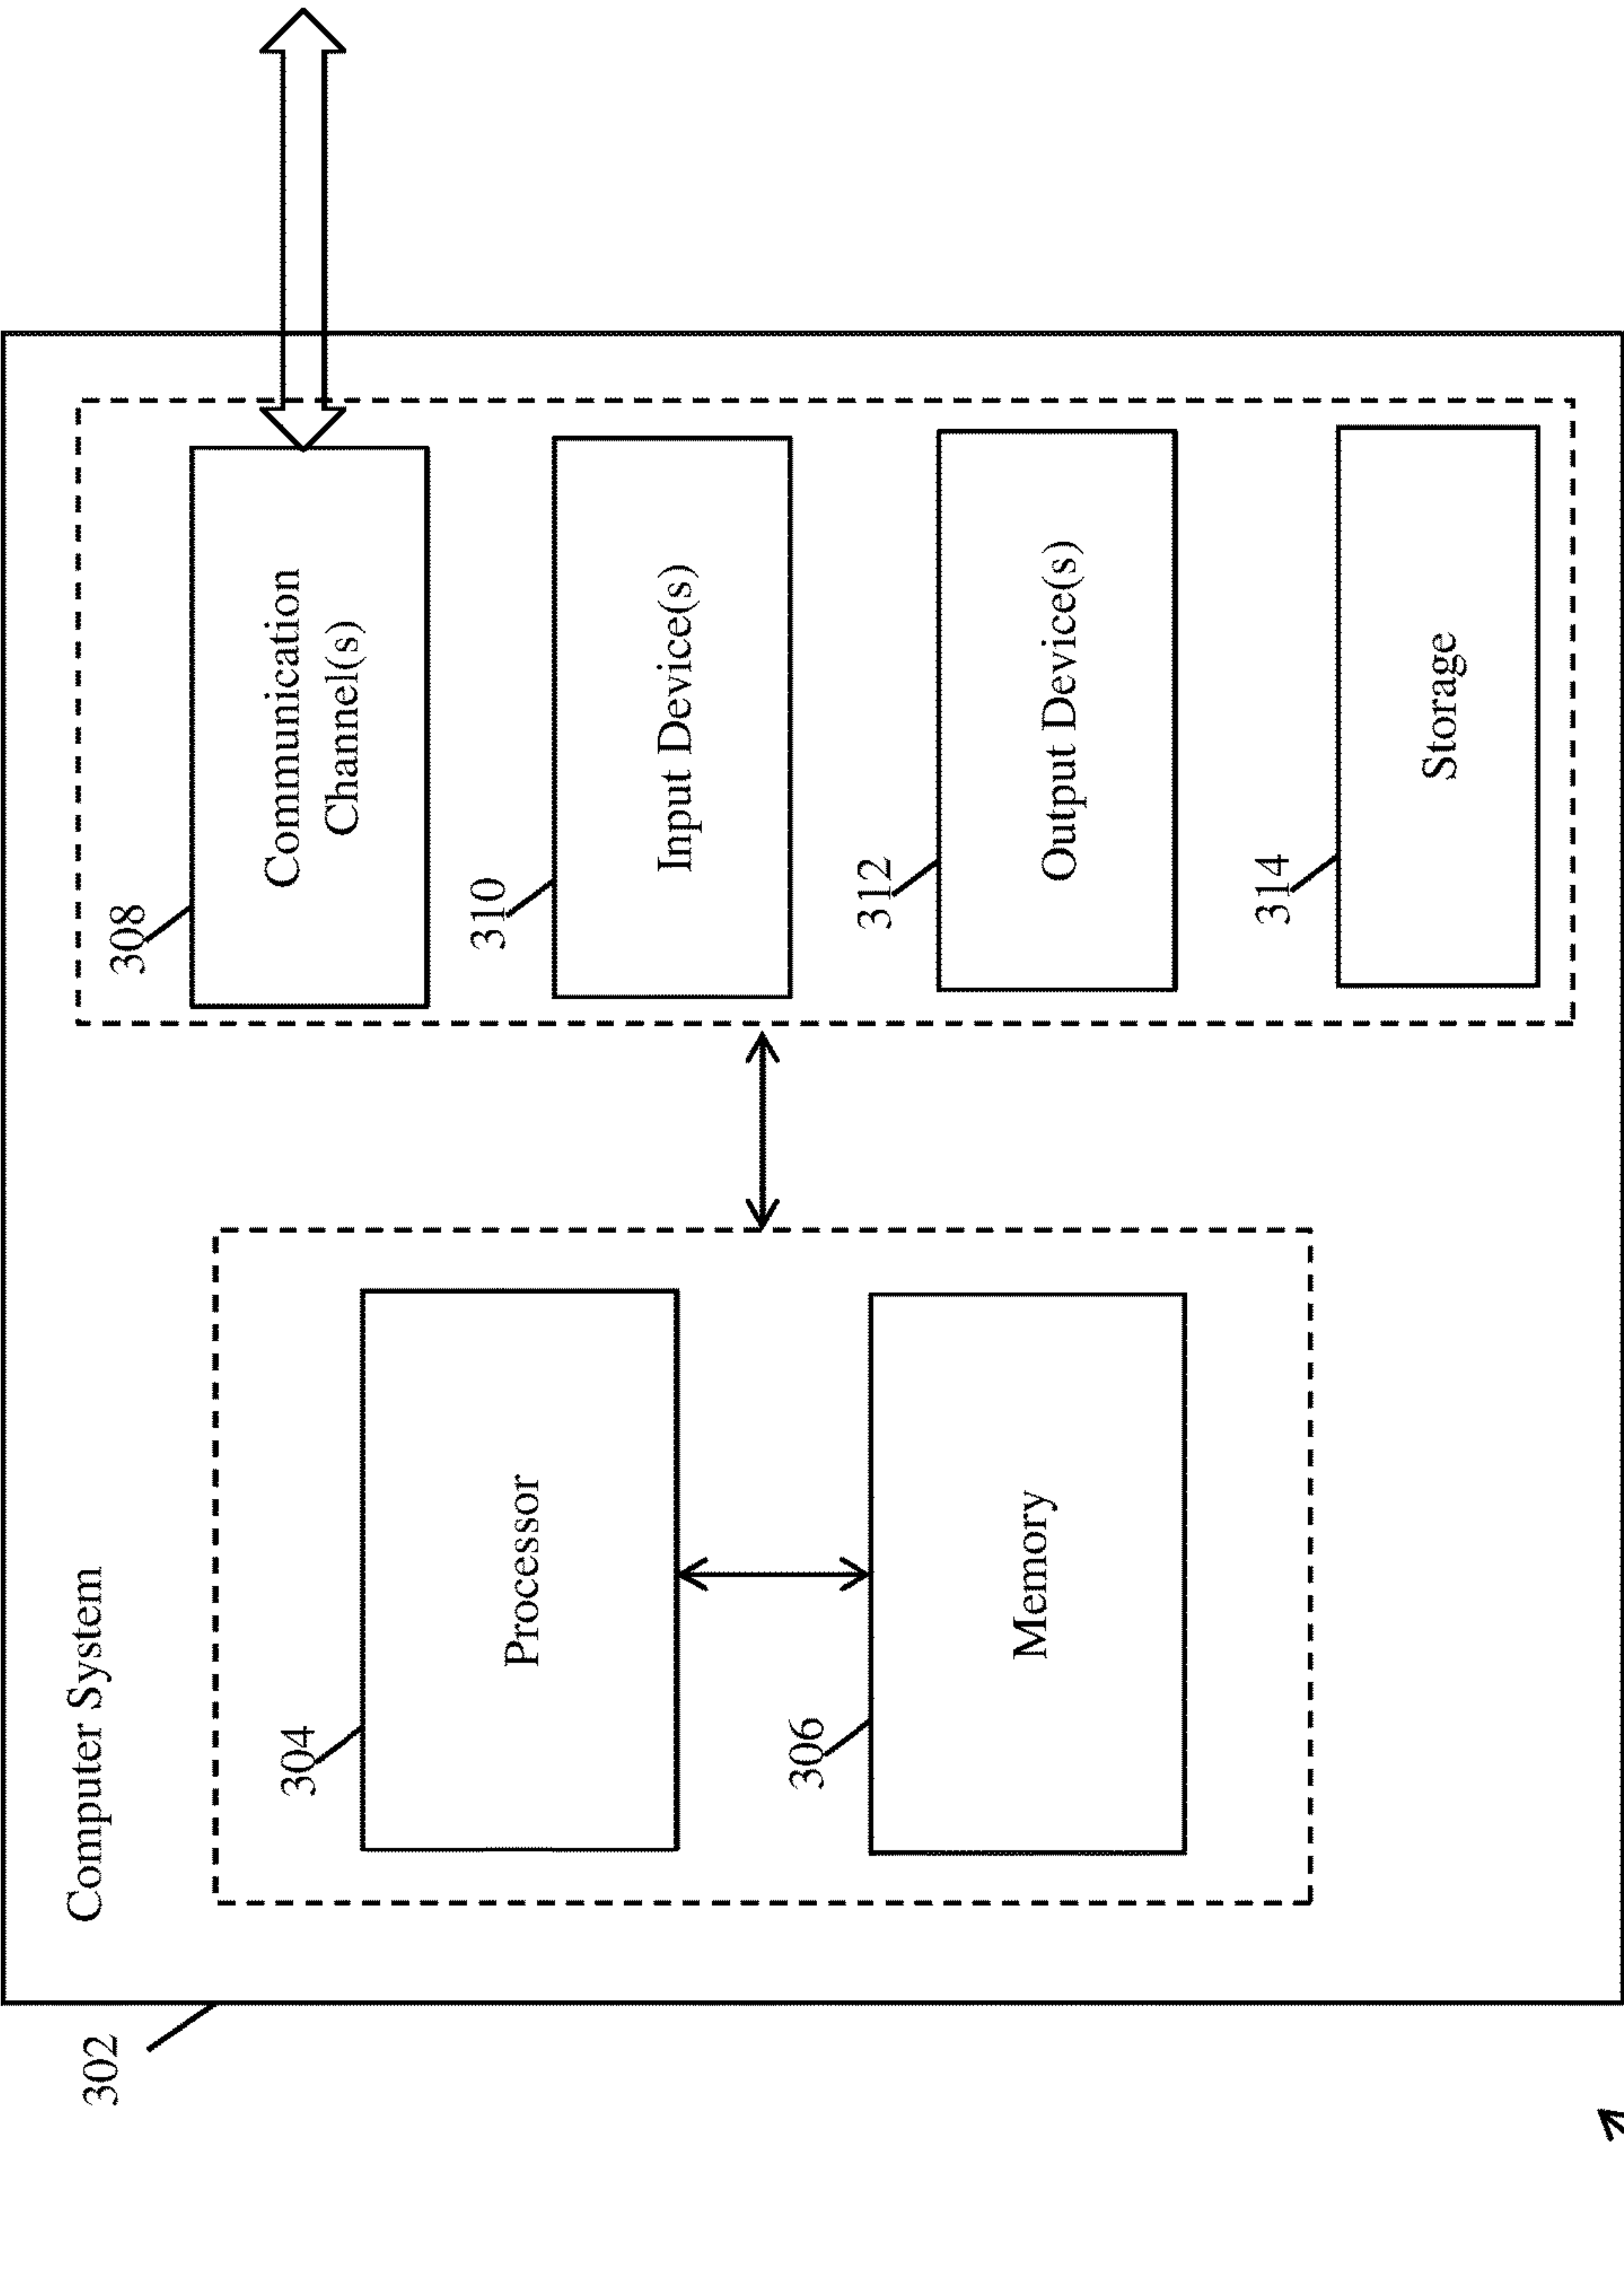 302
Computer System
304
Processor
306
Memory
308
Communication
Channel(s)
310
Input Device(s)
312
Output Device(s)
314
Storage